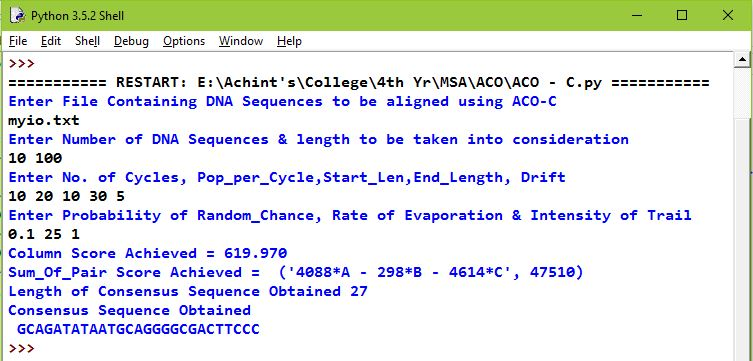 Python 3.5.2 Shell
File Edit Shell Debug Options Window Help
>>>
=========== RESTART: E:\Achint's\College\4th Yr\MSA\ACO\ACO - C.py ===========
Enter File Containing DNA Sequences to be aligned using ACO-C
myio.txt
Enter Number of DNA Sequences & length to be taken into consideration
10 100
Enter No. of Cycles, Pop_per_Cycle,Start_Len,End_Length, Drift
10 20 10 30 5
Enter Probability of Random_Chance, Rate of Evaporation & Intensity of Trail
0.1 25 1
Column Score Achieved = 619.970
Sum_Of_Pair Score Achieved =  ('4088*A - 298*B - 4614*C', 47510)
Length of Consensus Sequence Obtained 27
Consensus Sequence Obtained
 GCAGATATAATGCAGGGGCGACTTCCC
>>>